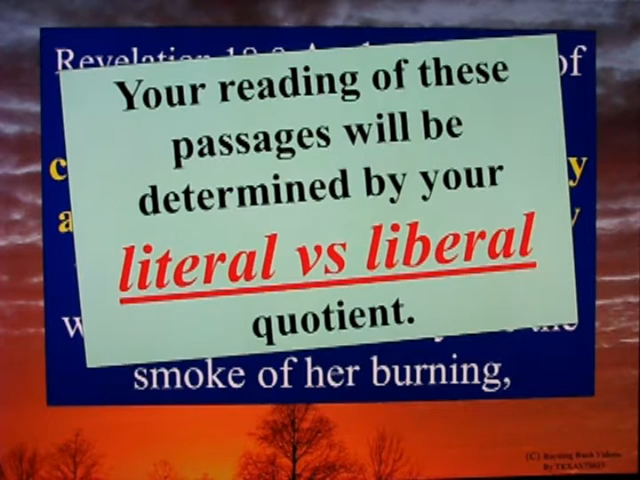 Revelation
of
Your reading of these
passages will be
determined by your
literal vs liberal
quotient.
smoke of her burning,
(C)